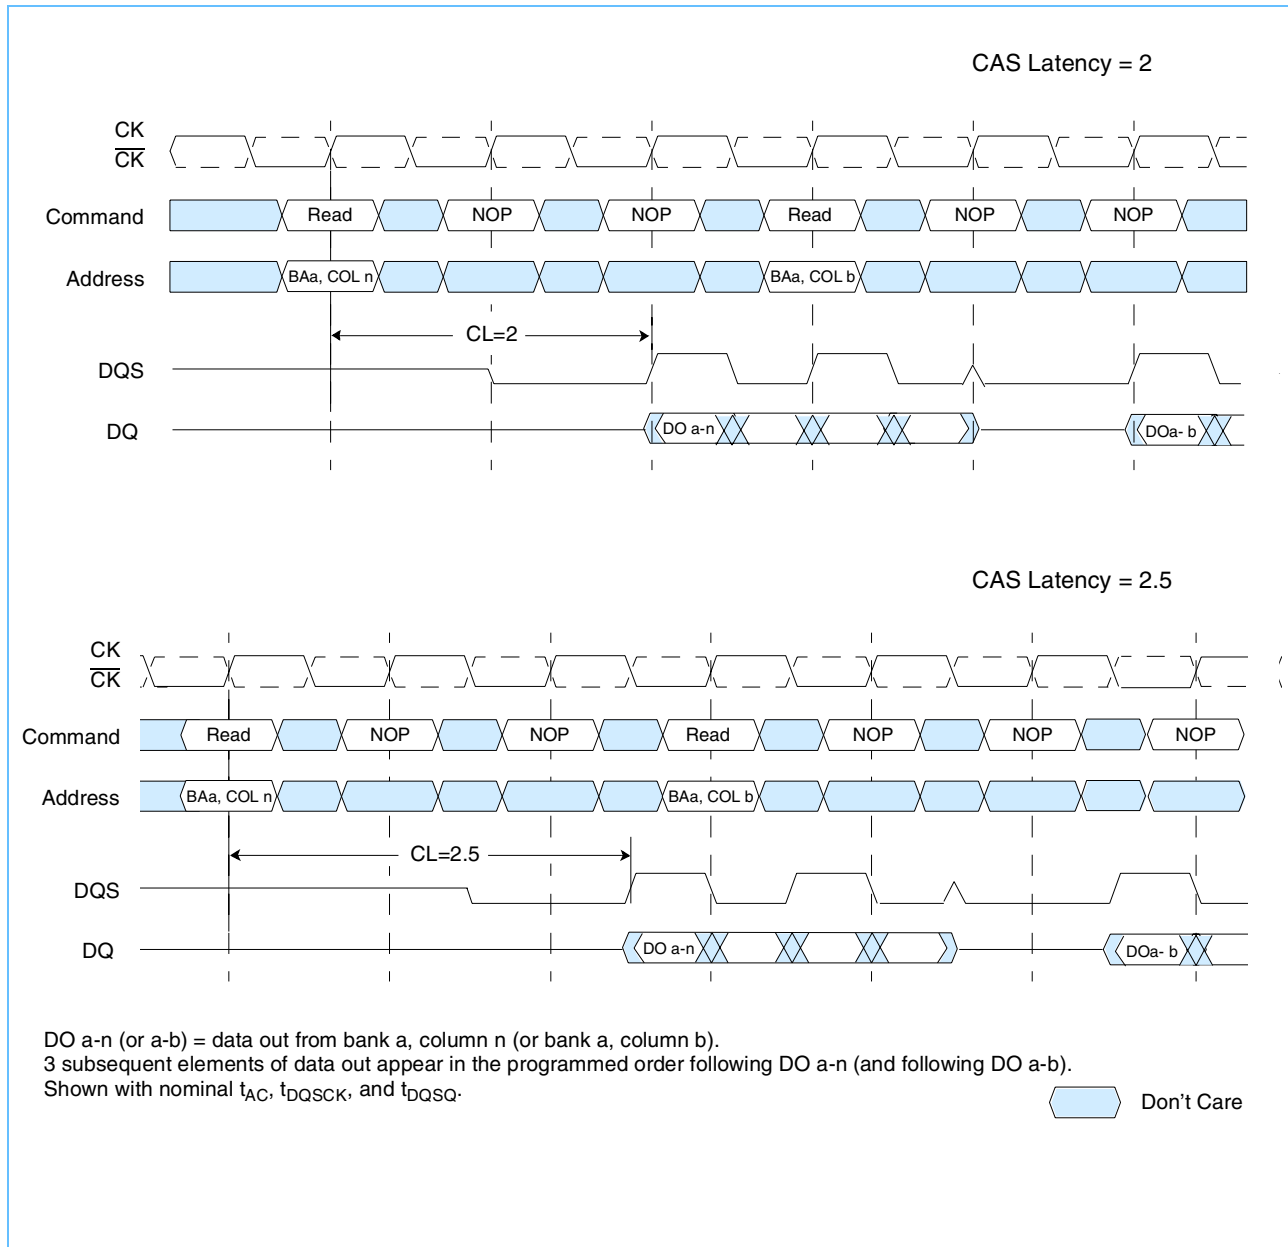 CAS Latency = 2
CK
CK
Command Read NOP NOP Read NOP NOP
Address BAa, COL n BAa, COL b
CL=2
DQS
DQ DO a-n DOa- b
CAS Latency = 2.5
CK
CK
Command Read NOP NOP Read NOP NOP NOP
Address BAa, COL n BAa, COL b
CL=2.5
DQS
DQ DO a-n DOa- b
DO a-n (or a-b) = data out from bank a, column n (or bank a, column b).
3 subsequent elements of data out appear in the programmed order following DO a-n (and following DO a-b).
Shown with nominal tAC, tDQSCK, and tDQSQ.
Don't Care